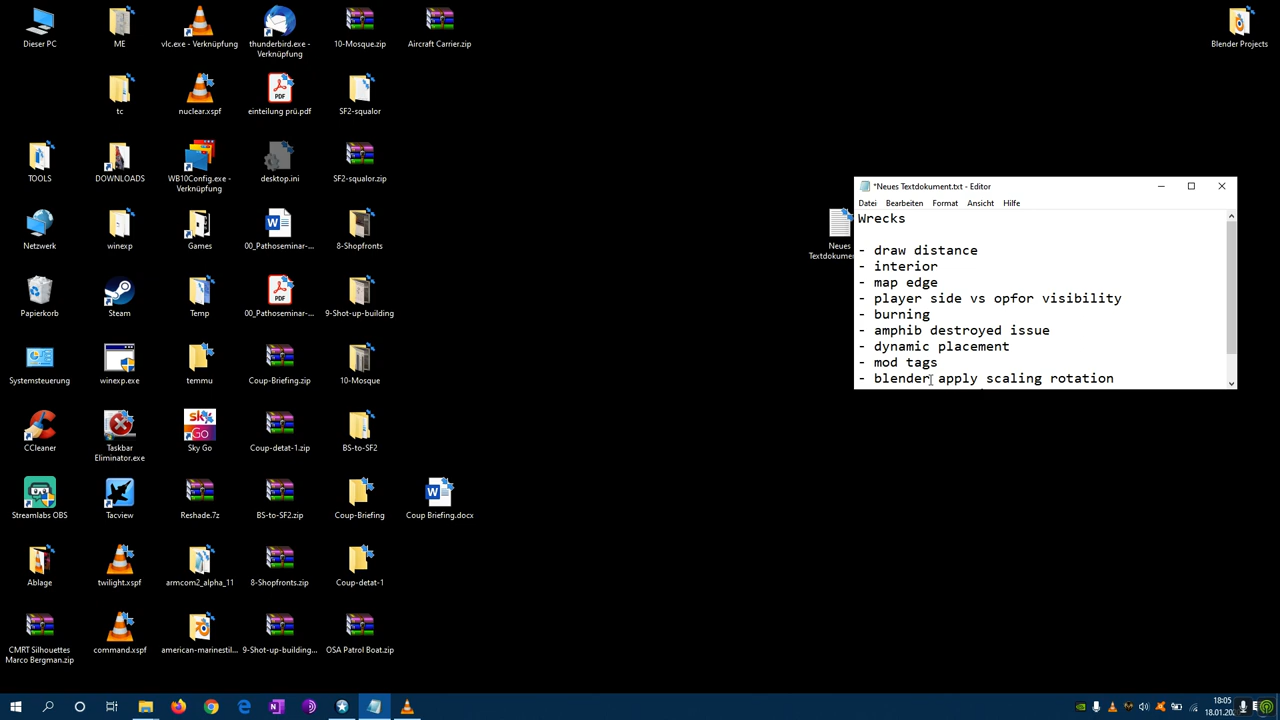 Dieser PC
ME
vlc.exe - Verknüpfung
thunderbird.exe -
Verknüpfung
10-Mosque.zip
Aircraft Carrier.zip
Blender Projects
tc
nuclear.xspf
PDF
einteilung prü.pdf
SF2-squalor
TOOLS
DOWNLOADS
WB10Config.exe -
Verknüpfung
desktop.ini
SF2-squalor.zip
Netzwerk
winexp
Games
00_Pathoseminar-...
8-Shopfronts
Neues
Textdokumen
Papierkorb
Steam
Temp
PDF
00_Pathoseminar-...
9-Shot-up-building
Systemsteuerung
winexp.exe
temmu
Coup-Briefing.zip
10-Mosque
CCleaner
Taskbar
Eliminator.exe
sky
Go
Sky Go
Coup-detat-1.zip
BS-to-SF2
Streamlabs OBS
Tacview
Reshade.7z
BS-to-SF2.zip
Coup-Briefing
Coup Briefing.docx
Ablage
twilight.xspf
armcom2_alpha_11
8-Shopfronts.zip
Coup-detat-1
CMRT Silhouettes
Marco Bergman.zip
command.xspf
american-marinestil...
9-Shot-up-building...
OSA Patrol Boat.zip
*Neues Textdokument.txt - Editor
Datei Bearbeiten Format Ansicht Hilfe
Wrecks
- draw distance
- interior
- map edge
- player side vs opfor visibility
- burning
- amphib destroyed issue
- dynamic placement
- mod tags
- blender apply scaling rotation
18:05